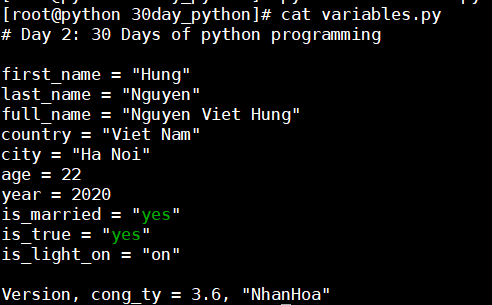 [root@python 30day_python]# cat variables.py
# Day 2: 30 Days of python programming
first_name = "Hung"
last_name = "Nguyen"
full_name = "Nguyen Viet Hung"
country = "Viet Nam"
city = "Ha Noi"
age = 22
year = 2020
is_married = "yes"
is_true = "yes"
is_light_on = "on"
Version, cong_ty = 3.6, "NhanHoa"